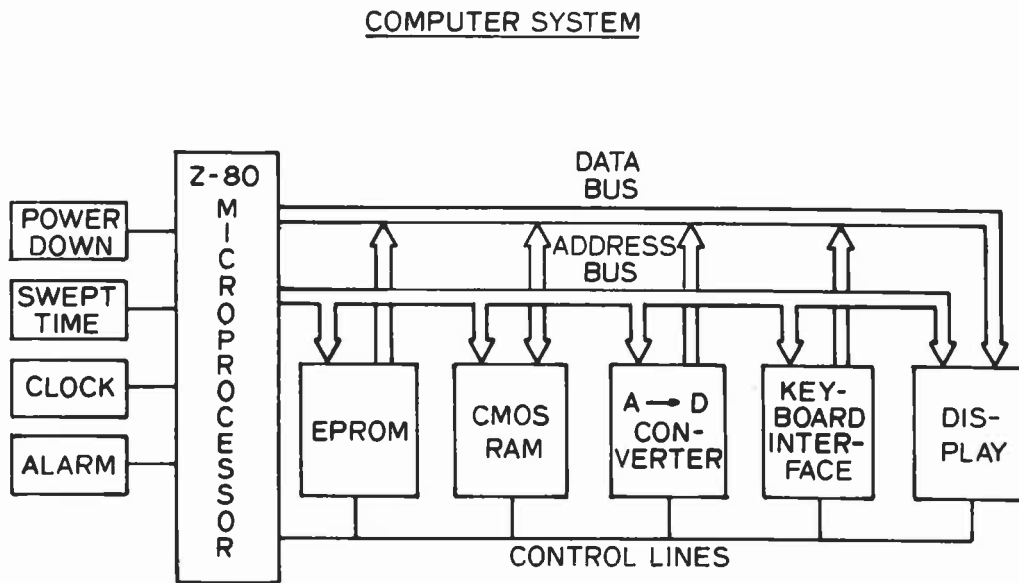 COMPUTER SYSTEM
DATA
BUS
ADDRESS
BUS
Z-80
MICROPROCESSOR
POWER
DOWN
SWEPT
TIME
CLOCK
ALARM
EPROM
CMOS
RAM
A → D
CON-
VERTER
KEY-
BOARD
INTER-
FACE
DIS-
PLAY
CONTROL LINES